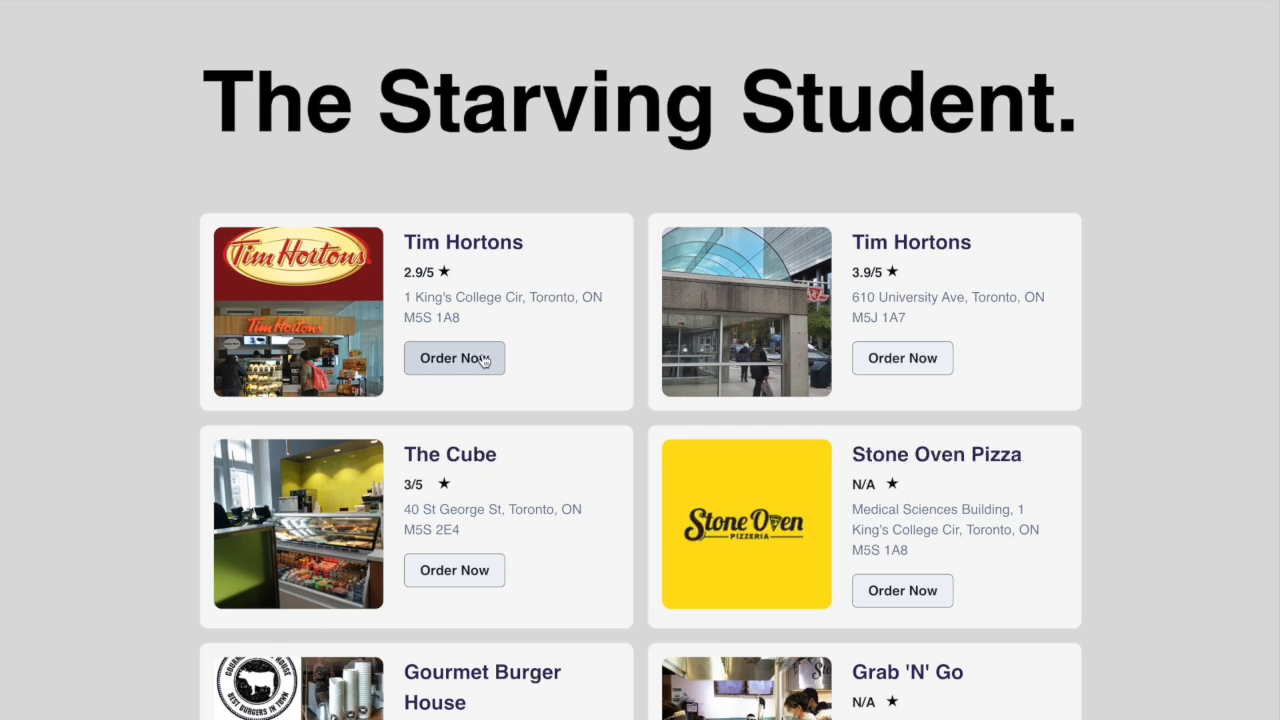 The Starving Student.
Tim Hortons
Tim Hortons
Tim Hortons
2.9/5 ★
1 King's College Cir, Toronto, ON
M5S 1A8
Order Now
Tim Hortons
3.9/5 ★
610 University Ave, Toronto, ON
M5J 1A7
Order Now
The Cube
3/5 ★
40 St George St, Toronto, ON
M5S 2E4
Order Now
Stone Oven
PIZZERIA
Stone Oven Pizza
N/A ★
Medical Sciences Building, 1
King's College Cir, Toronto, ON
M5S 1A8
Order Now
BEST BURGERS IN TOWN
Gourmet Burger
House
Grab 'N' Go
N/A ★